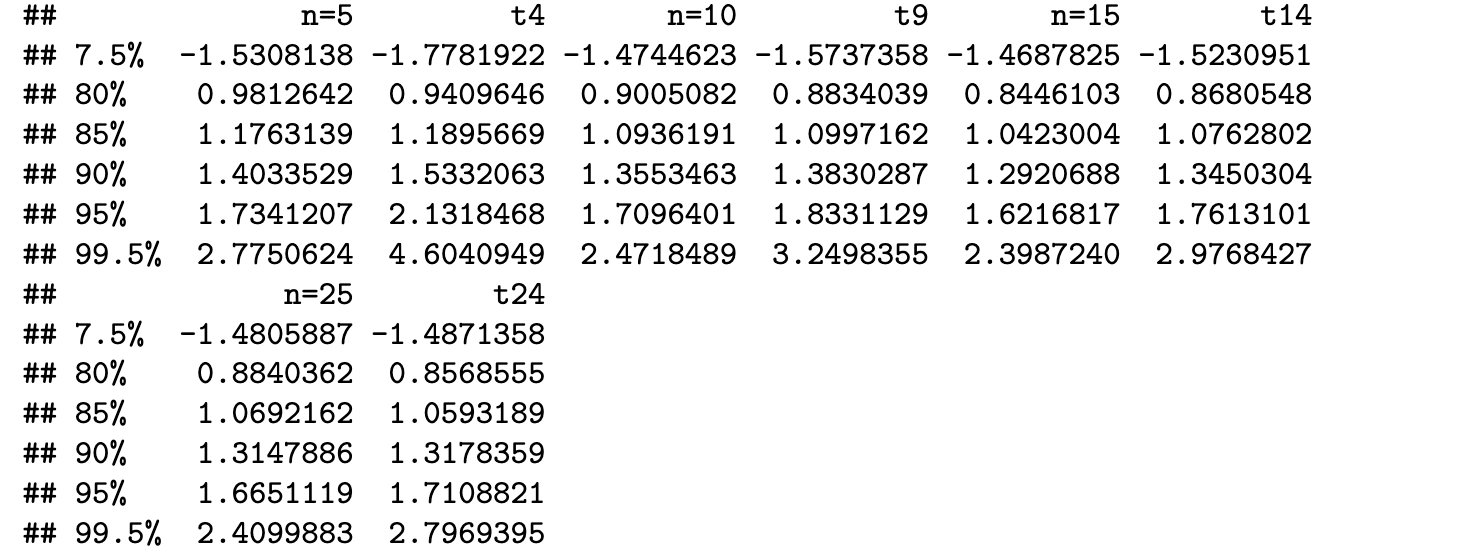 ##              n=5         t4       n=10         t9       n=15        t14
## 7.5%  -1.5308138 -1.7781922 -1.4744623 -1.5737358 -1.4687825 -1.5230951
## 80%    0.9812642  0.9409646  0.9005082  0.8834039  0.8446103  0.8680548
## 85%    1.1763139  1.1895669  1.0936191  1.0997162  1.0423004  1.0762802
## 90%    1.4033529  1.5332063  1.3553463  1.3830287  1.2920688  1.3450304
## 95%    1.7341207  2.1318468  1.7096401  1.8331129  1.6216817  1.7613101
## 99.5%  2.7750624  4.6040949  2.4718489  3.2498355  2.3987240  2.9768427
##             n=25        t24
## 7.5%  -1.4805887 -1.4871358
## 80%    0.8840362  0.8568555
## 85%    1.0692162  1.0593189
## 90%    1.3147886  1.3178359
## 95%    1.6651119  1.7108821
## 99.5%  2.4099883  2.7969395